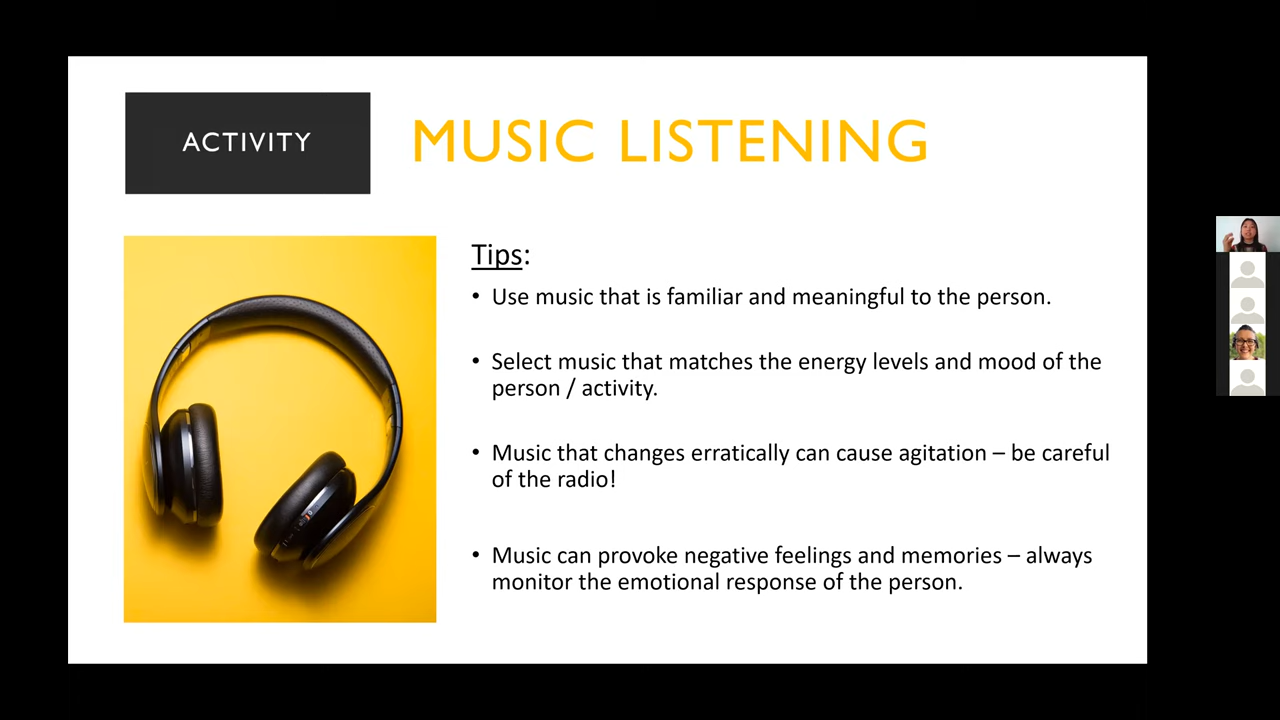 ACTIVITY
MUSIC LISTENING
Tips:
• Use music that is familiar and meaningful to the person.
• Select music that matches the energy levels and mood of the
person / activity.
• Music that changes erratically can cause agitation – be careful
of the radio!
• Music can provoke negative feelings and memories – always
monitor the emotional response of the person.